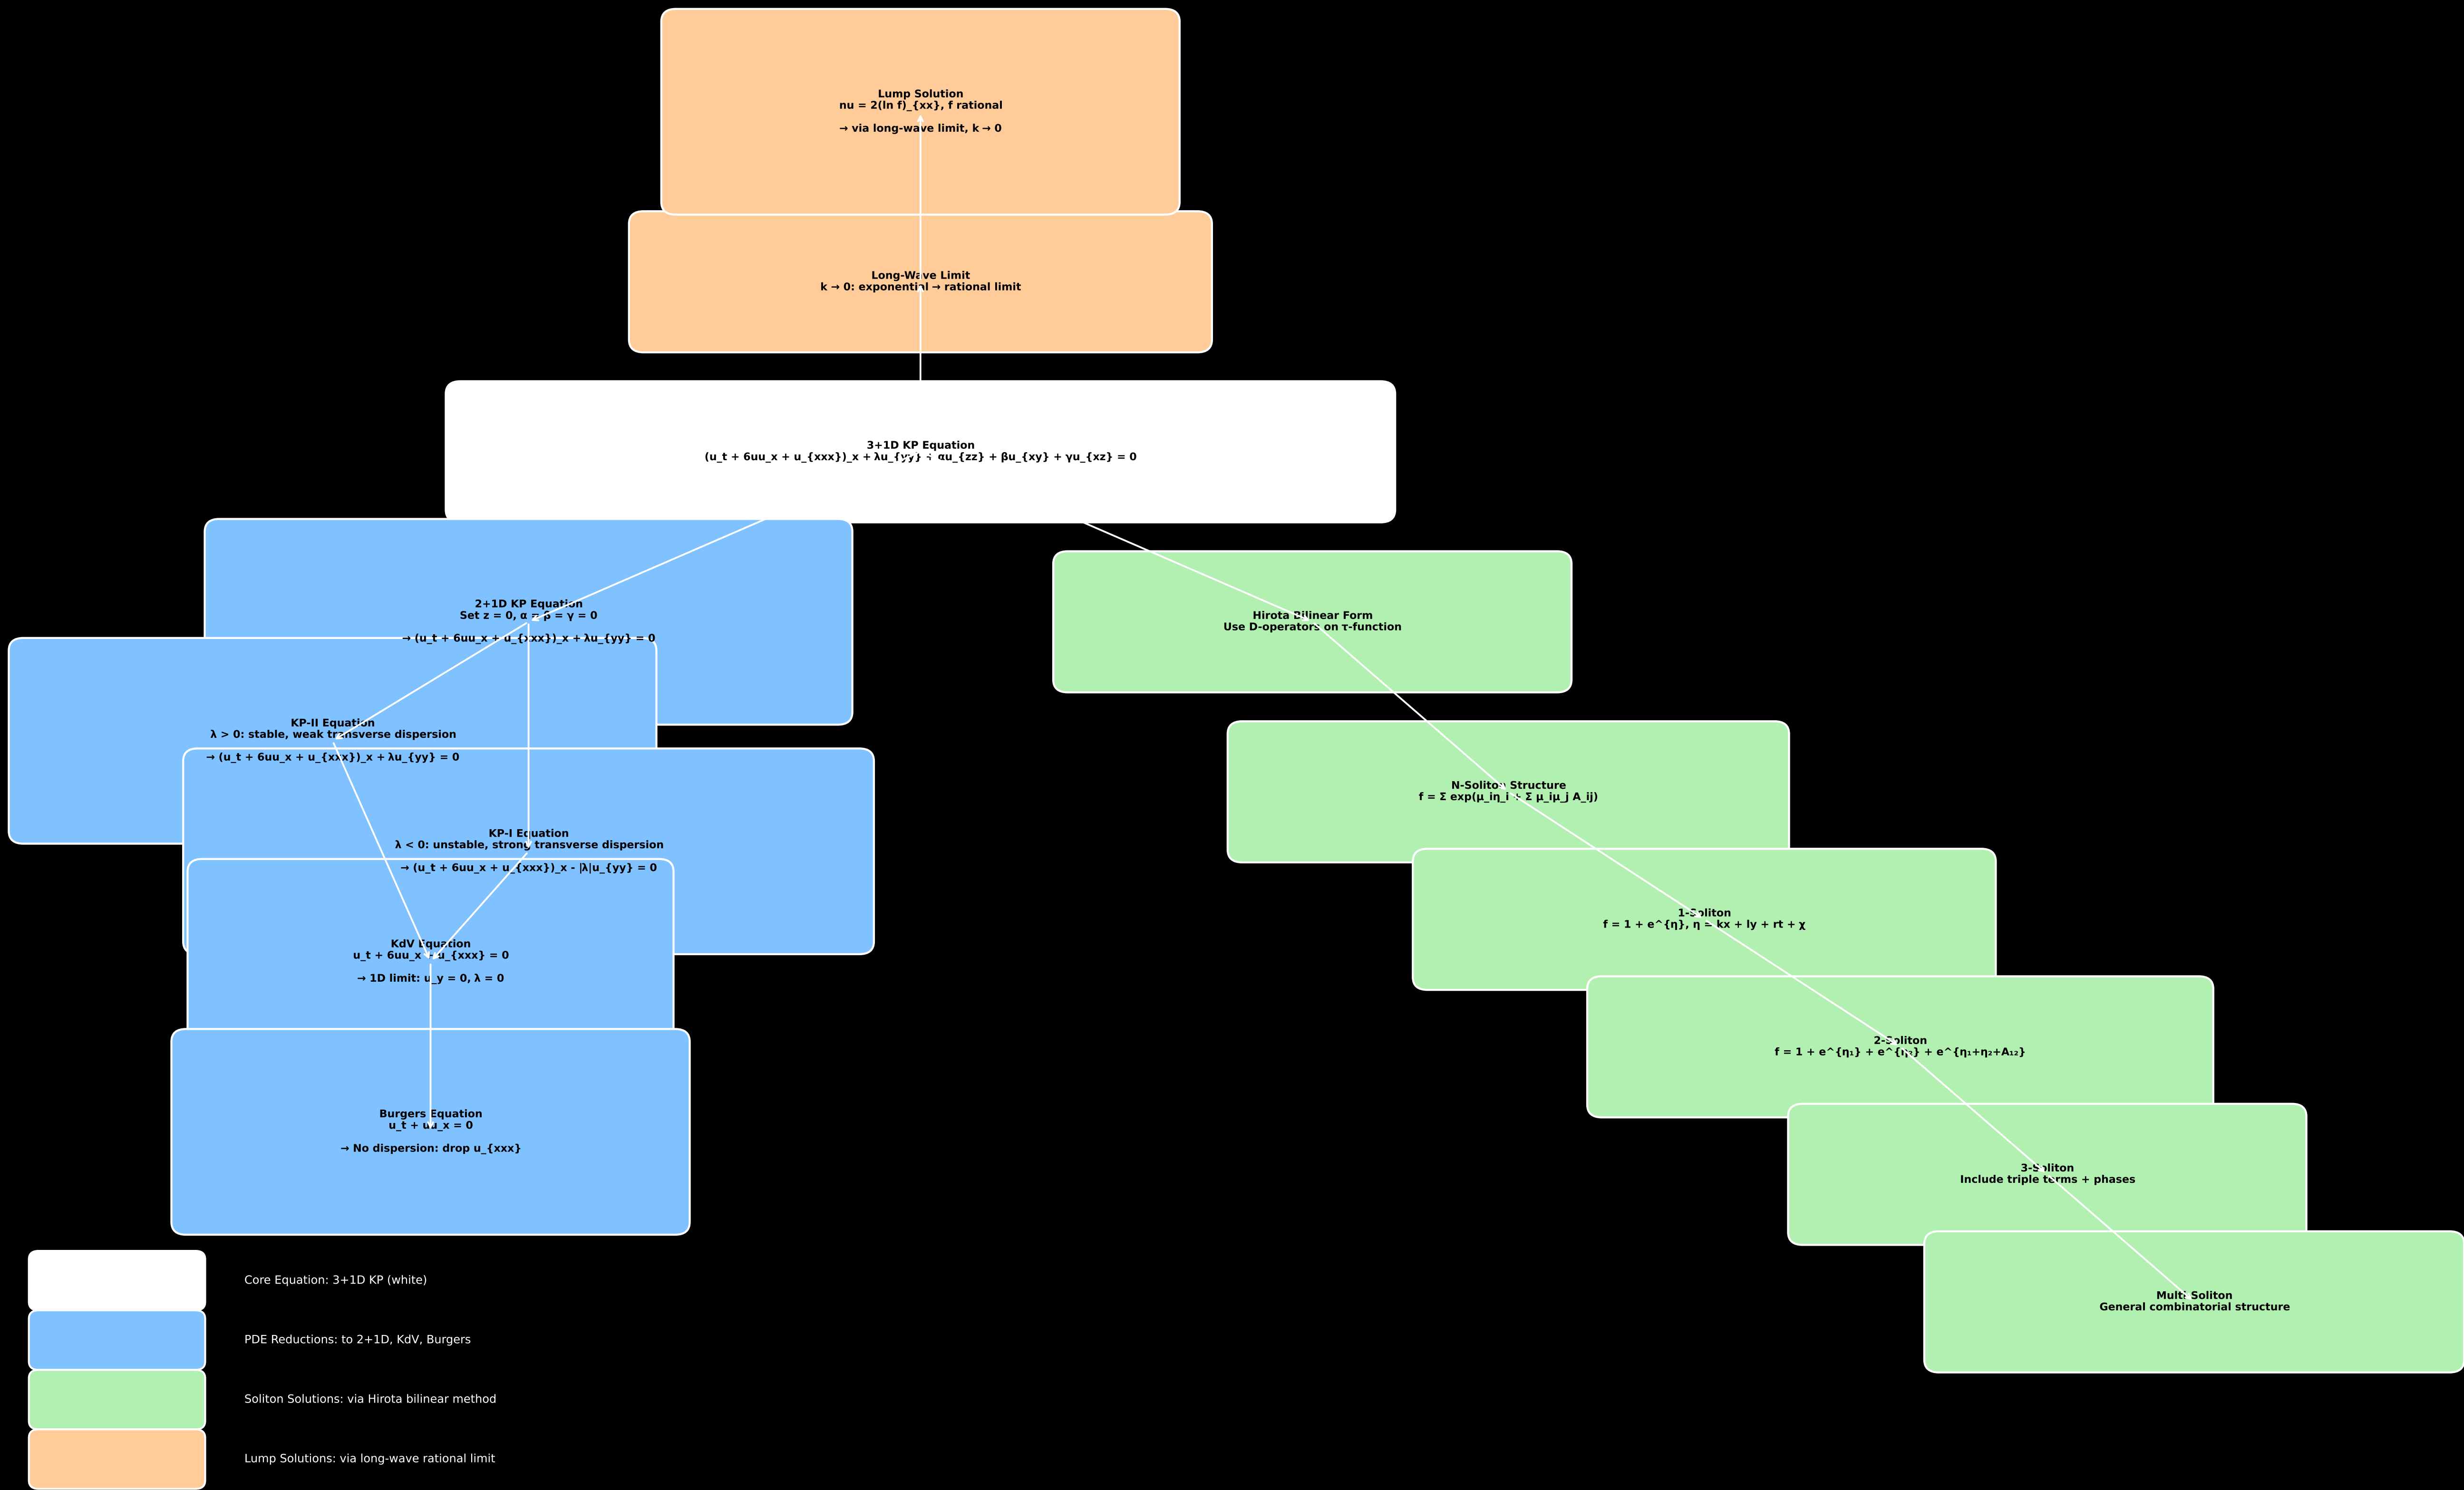 Lump Solution
nu = 2(ln f)_{xx}, f rational
→ via long-wave limit, k → 0
Long-Wave Limit
k → 0: exponential → rational limit
3+1D KP Equation
(u_t + 6uu_x + u_{xxx})_x + λu_{yy} + αu_{zz} + βu_{xy} + γu_{xz} = 0
2+1D KP Equation
Set z = 0, α = β = γ = 0
→ (u_t + 6uu_x + u_{xxx})_x + λu_{yy} = 0
Hirota Bilinear Form
Use D-operators on τ-function
KP-II Equation
λ > 0: stable, weak transverse dispersion
→ (u_t + 6uu_x + u_{xxx})_x + λu_{yy} = 0
N-Soliton Structure
f = Σ exp(μ_iη_i + Σ μ_iμ_j A_ij)
KP-I Equation
λ < 0: unstable, strong transverse dispersion
→ (u_t + 6uu_x + u_{xxx})_x - |λ|u_{yy} = 0
1-Soliton
f = 1 + e^{η}, η = kx + ly + rt + χ
KdV Equation
u_t + 6uu_x + u_{xxx} = 0
→ 1D limit: u_y = 0, λ = 0
2-Soliton
f = 1 + e^{η₁} + e^{η₂} + e^{η₁+η₂+A₁₂}
Burgers Equation
u_t + uu_x = 0
→ No dispersion: drop u_{xxx}
3-Soliton
Include triple terms + phases
Multi-Soliton
General combinatorial structure
Core Equation: 3+1D KP (white)
PDE Reductions: to 2+1D, KdV, Burgers
Soliton Solutions: via Hirota bilinear method
Lump Solutions: via long-wave rational limit